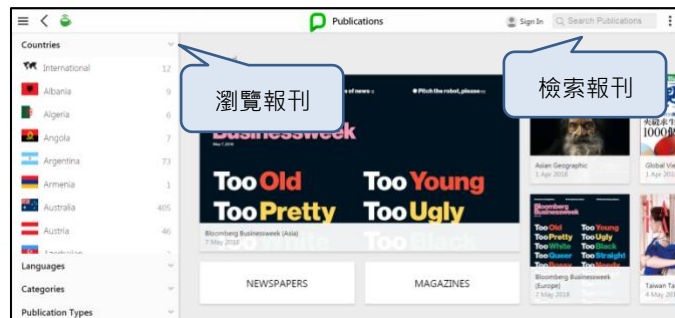 Publications
Sign In
Search Publications
Countries
International 12
Albania 9
Algeria 6
Angola 7
Argentina 73
Armenia 1
Australia 405
Austria 46
Languages
Categories
Publication Types
瀏覽報刊
檢索報刊
Pitch the robot, please
Businessweek
Too Old
Too Young
Too Pretty
Too Ugly
Too White
Too Black
Bloomberg Businessweek (Asia)
7 May 2018
NEWSPAPERS
MAGAZINES
Asian Geographic
1 Apr 2018
Bloomberg
Businessweek
Too Old Too Young
Too Pretty Too Ugly
Too White Too Black
Too Queer Too Straight
Bloomberg Businessweek
(Europe)
7 May 2018